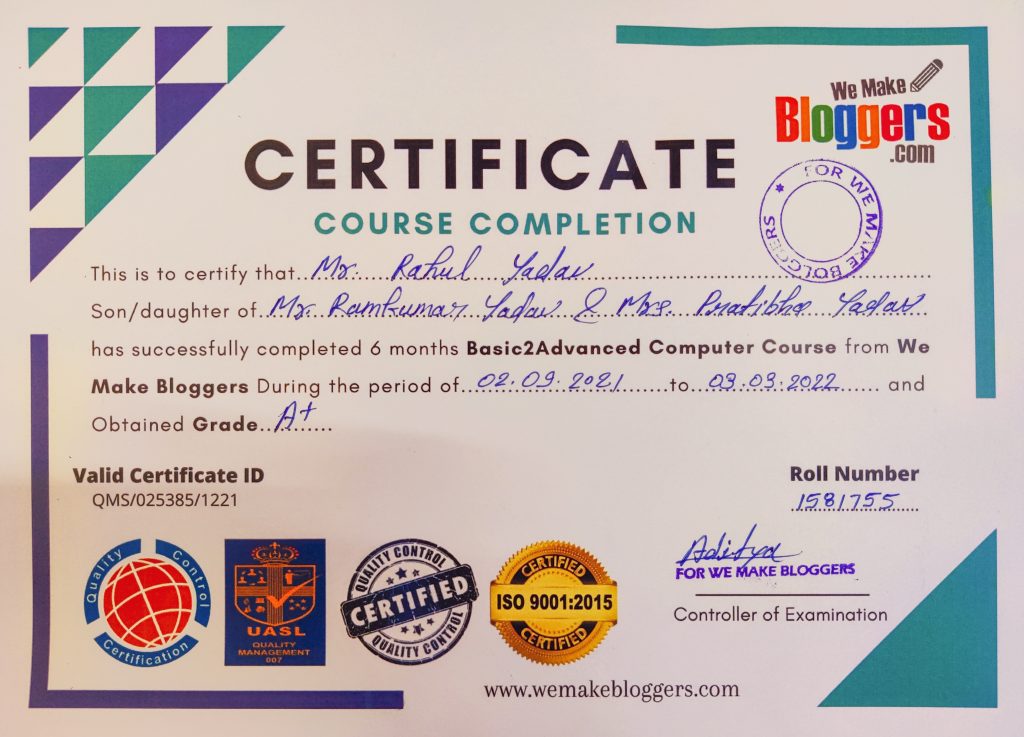 We Make
Bloggers
.com
CERTIFICATE
COURSE COMPLETION
FOR WE MAKE BOLGGERS
This is to certify that Mr. Rahul Yadav
Son/daughter of Mr. Ramkumar Yadav & Mrs. Pratibha Yadav
has successfully completed 6 months Basic2Advanced Computer Course from We
Make Bloggers During the period of 02.09.2021 to 03.03.2022 and
Obtained Grade A+
Valid Certificate ID
QMS/025385/1221
Roll Number
1581755
Quality Control
Certification
UASL
QUALITY
MANAGEMENT
007
QUALITY CONTROL
CERTIFIED
QUALITY CONTROL
CERTIFIED
ISO 9001:2015
CERTIFIED
Aditya
FOR WE MAKE BLOGGERS
Controller of Examination
www.wemakebloggers.com